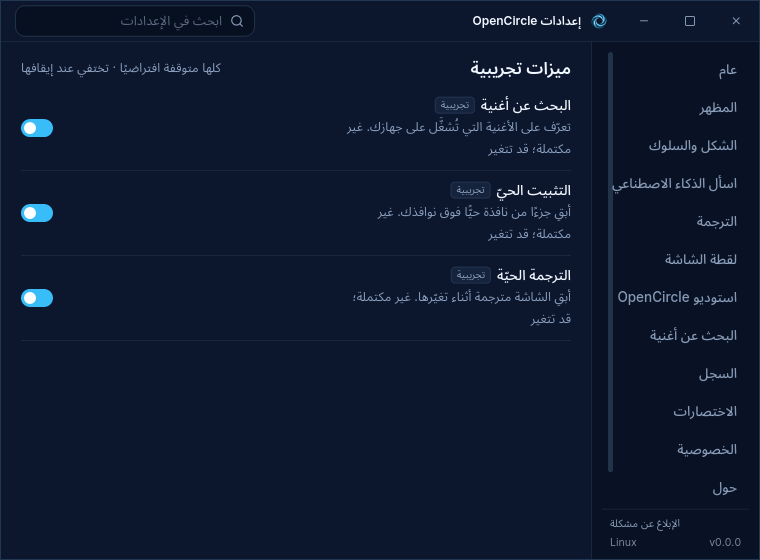 إعدادات OpenCircle
ابحث في الإعدادات
عام
المظهر
الشكل والسلوك
اسأل الذكاء الاصطناعي
الترجمة
لقطة الشاشة
استوديو OpenCircle
البحث عن أغنية
السجل
الاختصارات
الخصوصية
حول
الإبلاغ عن مشكلة
v0.0.0 Linux
ميزات تجريبية
كلها متوقفة افتراضيًا · تختفي عند إيقافها
البحث عن أغنية تجريبية
تعرّف على الأغنية التي تُشغَّل على جهازك. غير
مكتملة؛ قد تتغير
التثبيت الحيّ تجريبية
أبقِ جزءًا من نافذة حيًّا فوق نوافذك. غير
مكتملة؛ قد تتغير
الترجمة الحيّة تجريبية
أبقِ الشاشة مترجمة أثناء تغيّرها. غير مكتملة؛
قد تتغير